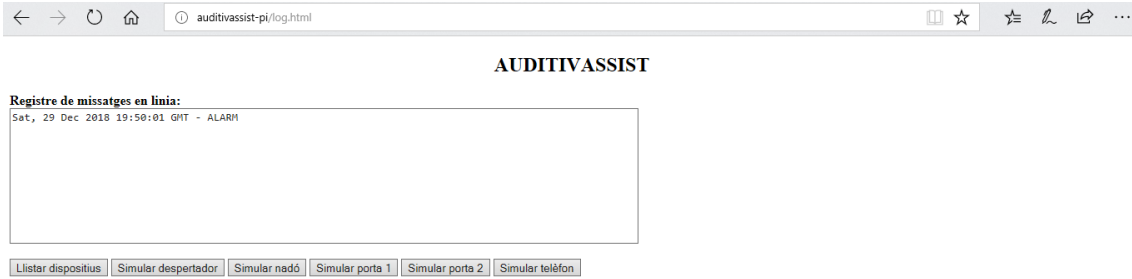 auditivassist-pi/log.html
AUDITIVASSIST
Registre de missatges en linia:
Sat, 29 Dec 2018 19:50:01 GMT - ALARM
Llistar dispositius Simular despertador Simular nadó Simular porta 1 Simular porta 2 Simular telèfon